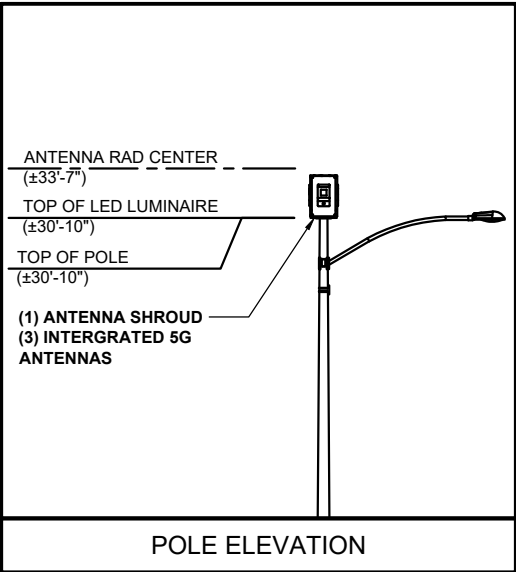 ANTENNA RAD CENTER
(±33'-7")
TOP OF LED LUMINAIRE
(±30'-10")
TOP OF POLE
(±30'-10")
(1) ANTENNA SHROUD
(3) INTERGRATED 5G
ANTENNAS
POLE ELEVATION